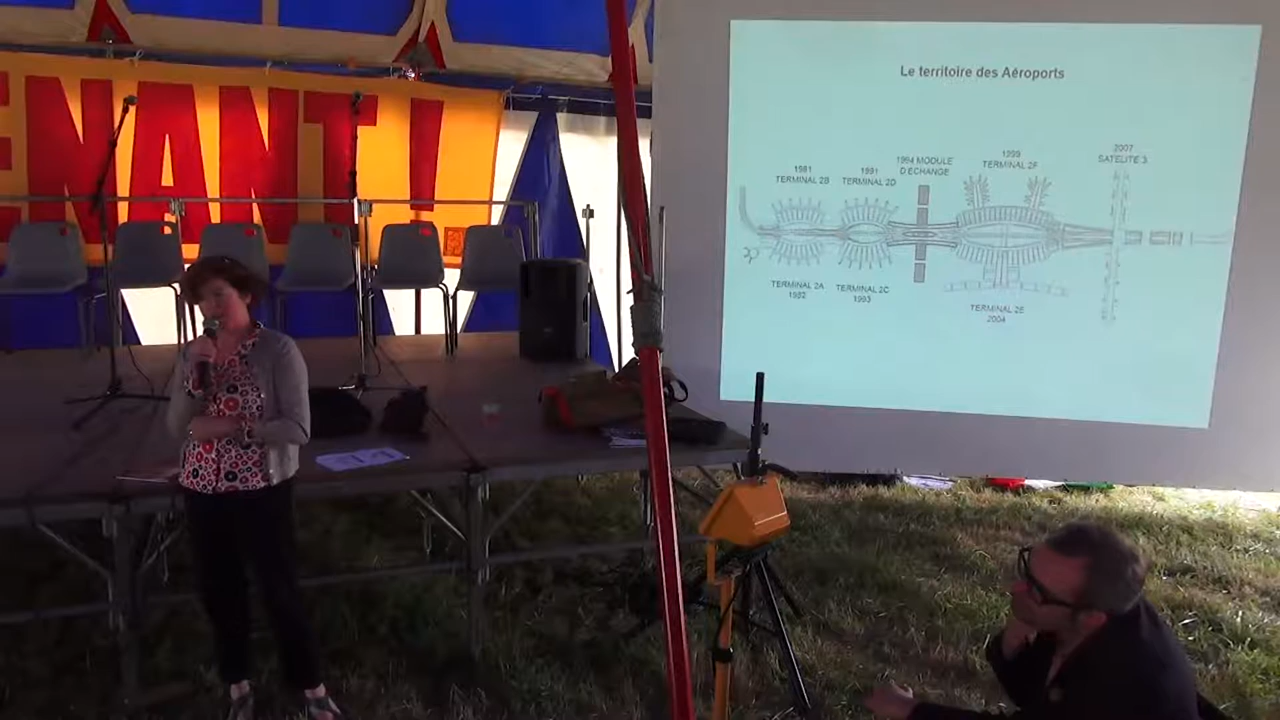 ENANT !
Le territoire des Aéroports
1981
TERMINAL 2B
1991
TERMINAL 2D
1994 MODULE
D'ECHANGE
1999
TERMINAL 2F
2007
SATELITE 3
TERMINAL 2A
1982
TERMINAL 2C
1993
TERMINAL 2E
2004